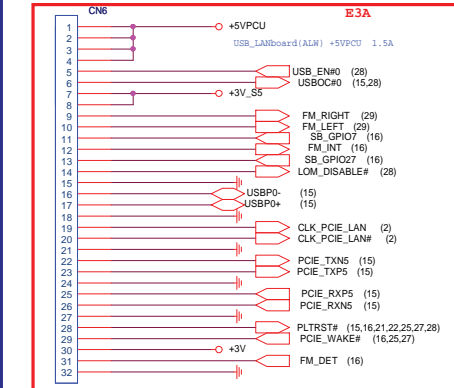 CN6
E3A
1
+5VPCU
2
3
USB_LANboard(ALW) +5VPCU 1.5A
4
5 USB_EN#0 (28)
6 USBOC#0 (15,28)
7 +3V_S5
8
9 FM_RIGHT (29)
10 FM_LEFT (29)
11 SB_GPIO7 (16)
12 FM_INT (16)
13 SB_GPIO27 (16)
14 LOM_DISABLE# (28)
15
16 USBP0- (15)
17 USBP0+ (15)
18
19 CLK_PCIE_LAN (2)
20 CLK_PCIE_LAN# (2)
21
22 PCIE_TXN5 (15)
23 PCIE_TXP5 (15)
24
25 PCIE_RXP5 (15)
26 PCIE_RXN5 (15)
27
28 PLTRST# (15,16,21,22,25,27,28)
29 PCIE_WAKE# (16,25,27)
30 +3V
31 FM_DET (16)
32